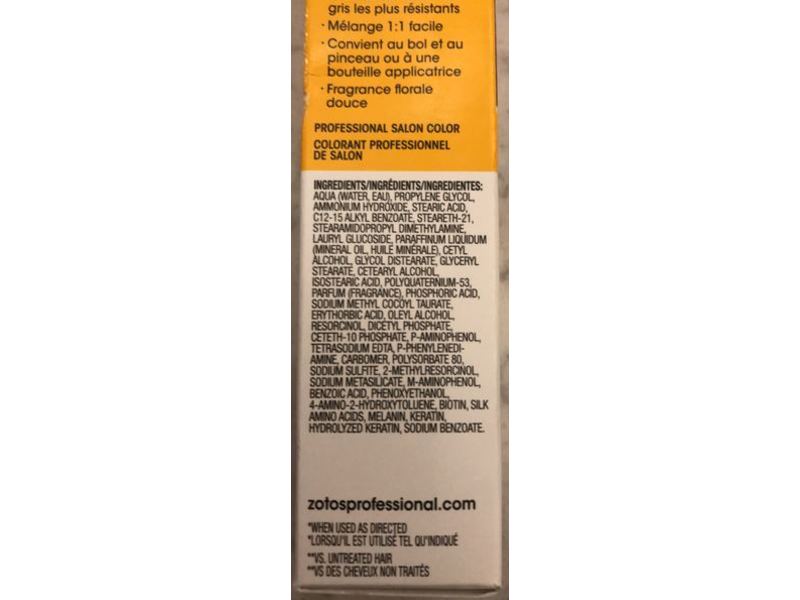 gris les plus résistants
· Mélange 1:1 facile
· Convient au bol et au
pinceau ou à une
bouteille applicatrice
· Fragrance florale
douce
PROFESSIONAL SALON COLOR
COLORANT PROFESSIONNEL
DE SALON
INGREDIENTS/INGRÉDIENTS/INGREDIENTES:
AQUA (WATER, EAU), PROPYLENE GLYCOL,
AMMONIUM HYDROXIDE, STEARIC ACID,
C12-15 ALKYL BENZOATE, STEARETH-21,
STEARAMIDOPROPYL DIMETHYLAMINE,
LAURYL GLUCOSIDE, PARAFFINUM LIQUIDUM
(MINERAL OIL, HUILE MINÉRALE), CETYL
ALCOHOL, GLYCOL DISTEARATE, GLYCERYL
STEARATE, CETEARYL ALCOHOL,
ISOSTEARIC ACID, POLYQUATERNIUM-53,
PARFUM (FRAGRANCE), PHOSPHORIC ACID,
SODIUM METHYL COCOYL TAURATE,
ERYTHORBIC ACID, OLEYL ALCOHOL,
RESORCINOL, DICETYL PHOSPHATE,
CETETH-10 PHOSPHATE, P-AMINOPHENOL,
TETRASODIUM EDTA, P-PHENYLENEDI-
AMINE, CARBOMER, POLYSORBATE 80,
SODIUM SULFITE, 2-METHYLRESORCINOL,
SODIUM METASILICATE, M-AMINOPHENOL,
BENZOIC ACID, PHENOXYETHANOL,
4-AMINO-2-HYDROXYTOLUENE, BIOTIN, SILK
AMINO ACIDS, MELANIN, KERATIN,
HYDROLYZED KERATIN, SODIUM BENZOATE.
zotosprofessional.com
*WHEN USED AS DIRECTED
*LORSQU'IL EST UTILISÉ TEL QU'INDIQUÉ
**VS. UNTREATED HAIR
**VS DES CHEVEUX NON TRAITÉS